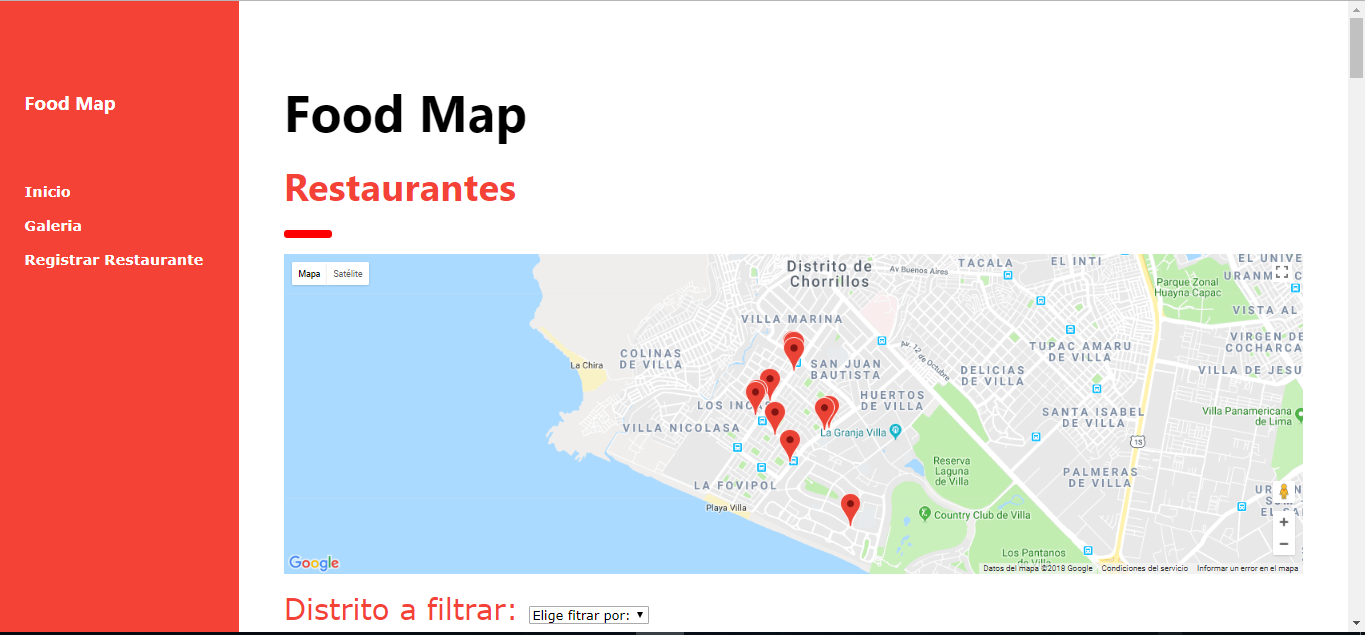 Food Map
Inicio
Galeria
Registrar Restaurante
Food Map
Restaurantes
Mapa Satélite
Distrito de
Chorrillos
Av Buenos Aires
TACALA
EL INTI
EL UNIVE
URANMC
Parque Zonal
Huayna Capac
VISTA AL
VILLA MARINA
VIRGEN DE
COCHARCA
TUPAC AMARU
DE VILLA
Av. 12 de Octubre
COLINAS
DE VILLA
La Chira
SAN JUAN
BAUTISTA
DELICIAS
DE VILLA
VILLA DE JESU
HUERTOS
DE VILLA
LOS INCAS
SANTA ISABEL
DE VILLA
Villa Panamericana
de Lima
VILLA NICOLASA
La Granja Villa
1S
Reserva
Laguna
de Villa
PALMERAS
DE VILLA
LA FOVIPOL
Playa Villa
Country Club de Villa
Los Pantanos
de Villa
+
−
Google
Datos del mapa ©2018 Google Condiciones del servicio Informar un error en el mapa
Distrito a filtrar: Elige fitrar por: